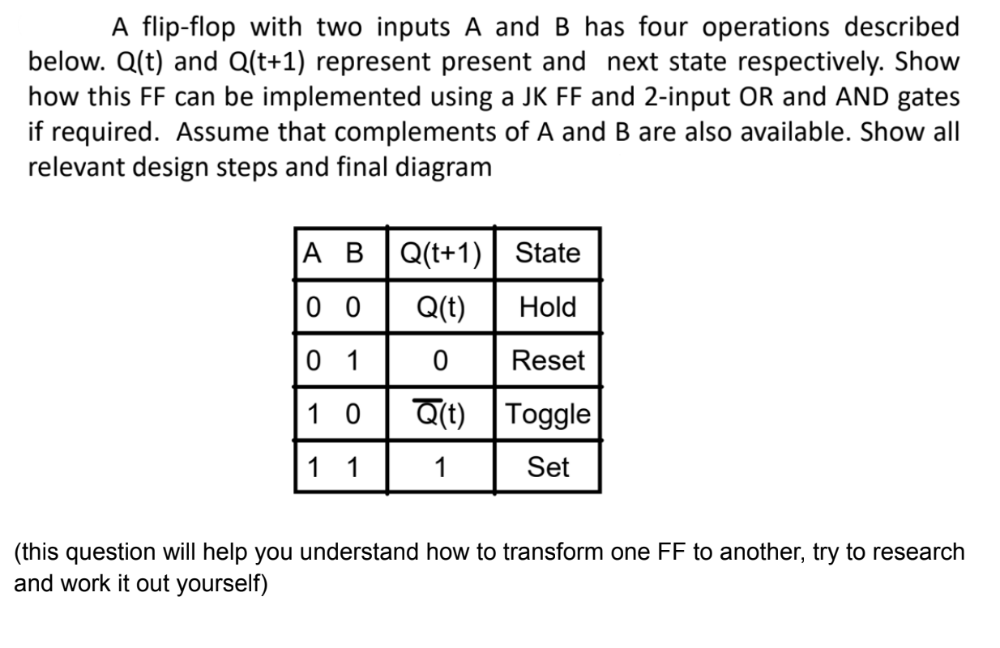 A flip-flop with two inputs A and B has four operations described
below. Q(t) and Q(t+1) represent present and next state respectively. Show
how this FF can be implemented using a JK FF and 2-input OR and AND gates
if required. Assume that complements of A and B are also available. Show all
relevant design steps and final diagram
A B Q(t+1) State
0 0 Q(t) Hold
0 1 0 Reset
1 0 Q̅(t) Toggle
1 1 1 Set
(this question will help you understand how to transform one FF to another, try to research
and work it out yourself)